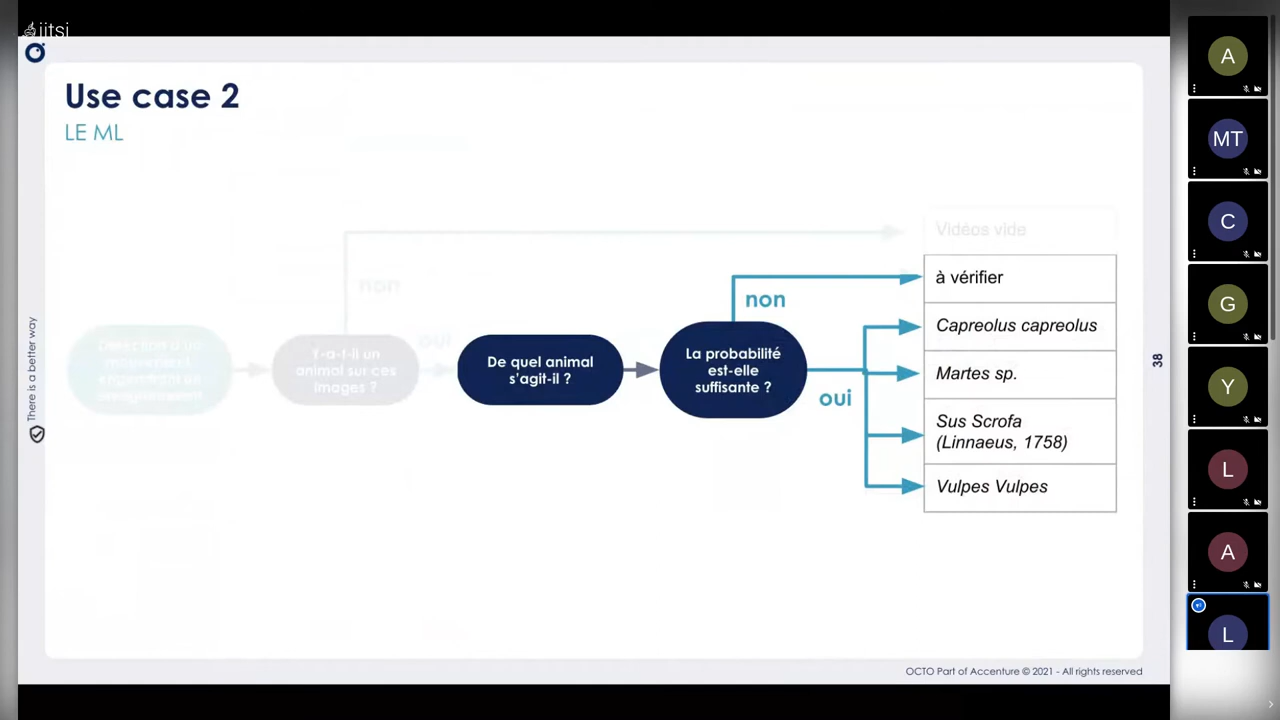 jitsi
Use case 2
LE ML
Vidéos vide
non
à vérifier
non
Capreolus capreolus
oui
Y-a-t-il un
animal sur ces
images ?
De quel animal
s'agit-il ?
La probabilité
est-elle
suffisante ?
oui
Martes sp.
Sus Scrofa
(Linnaeus, 1758)
Vulpes Vulpes
There is a better way
38
OCTO Part of Accenture © 2021 - All rights reserved
A
MT
C
G
Y
L
A
L